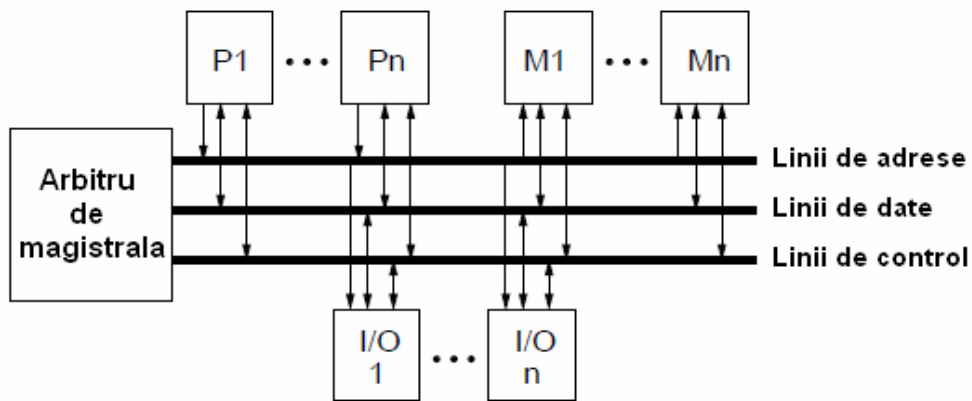 P1 ••• Pn
M1 ••• Mn
Arbitru
de
magistrala
Linii de adrese
Linii de date
Linii de control
I/O
1
•••
I/O
n